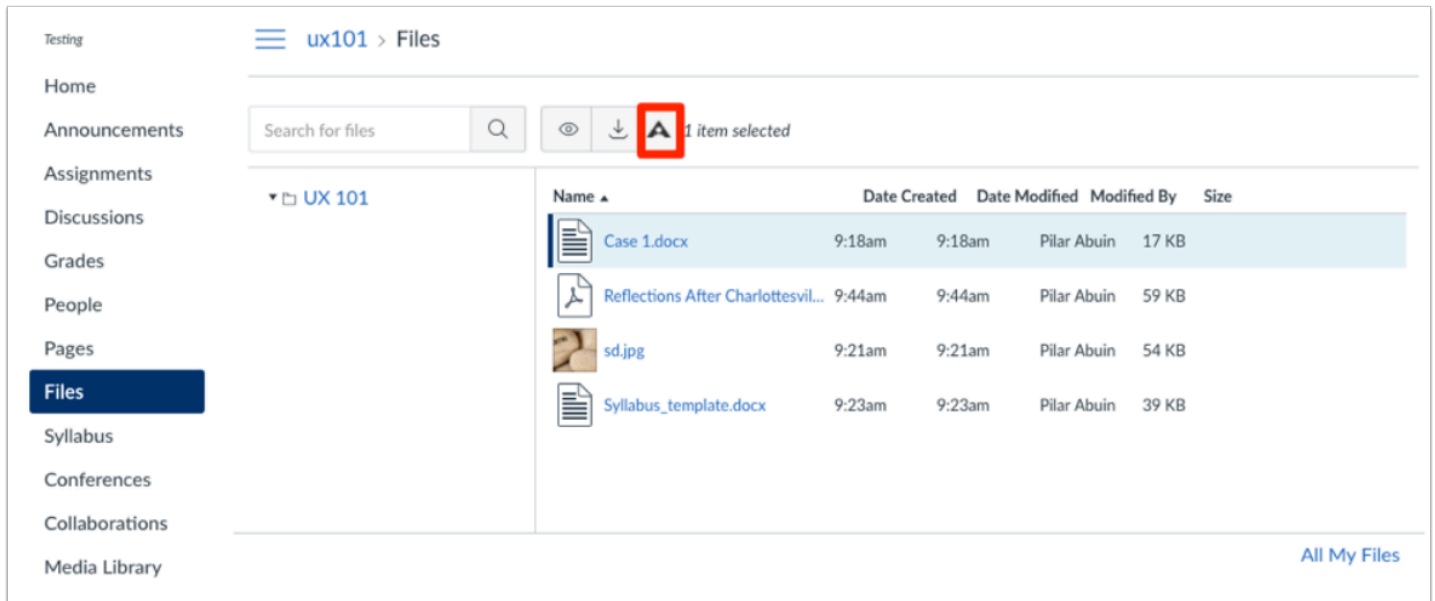 Testing
ux101 > Files
Home
Announcements
Assignments
Discussions
Grades
People
Pages
Files
Syllabus
Conferences
Collaborations
Media Library
Search for files
1 item selected
UX 101
Name Date Created Date Modified Modified By Size
Case 1.docx 9:18am 9:18am Pilar Abuin 17 KB
Reflections After Charlottesvil... 9:44am 9:44am Pilar Abuin 59 KB
sd.jpg 9:21am 9:21am Pilar Abuin 54 KB
Syllabus_template.docx 9:23am 9:23am Pilar Abuin 39 KB
All My Files